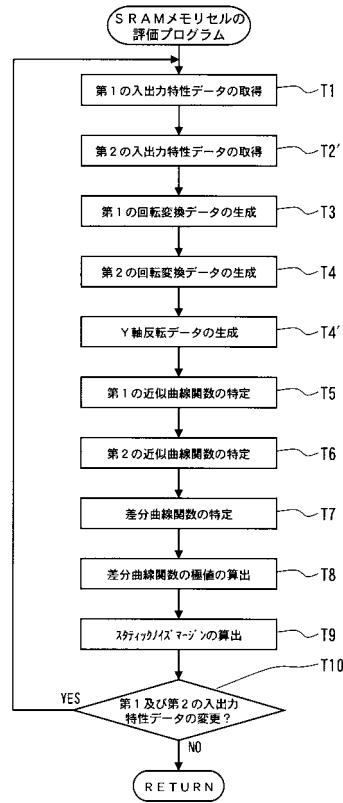 ＳＲＡＭメモリセルの
評価プログラム
第１の入出力特性データの取得
T1
第２の入出力特性データの取得
T2′
第１の回転変換データの生成
T3
第２の回転変換データの生成
T4
Ｙ軸反転データの生成
T4′
第１の近似曲線関数の特定
T5
第２の近似曲線関数の特定
T6
差分曲線関数の特定
T7
差分曲線関数の極値の算出
T8
ｽﾀﾃｨｯｸﾉｲｽﾞﾏｰｼﾞﾝの算出
T9
T10
YES
第１及び第２の入出力
特性データの変更？
NO
ＲＥＴＵＲＮ